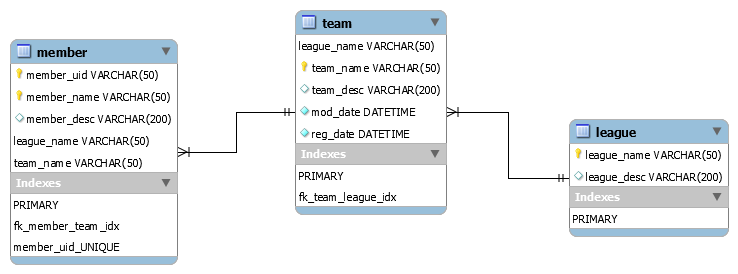 member
member_uid VARCHAR(50)
member_name VARCHAR(50)
member_desc VARCHAR(200)
league_name VARCHAR(50)
team_name VARCHAR(50)
Indexes
PRIMARY
fk_member_team_idx
member_uid_UNIQUE
team
league_name VARCHAR(50)
team_name VARCHAR(50)
team_desc VARCHAR(200)
mod_date DATETIME
reg_date DATETIME
Indexes
PRIMARY
fk_team_league_idx
league
league_name VARCHAR(50)
league_desc VARCHAR(200)
Indexes
PRIMARY